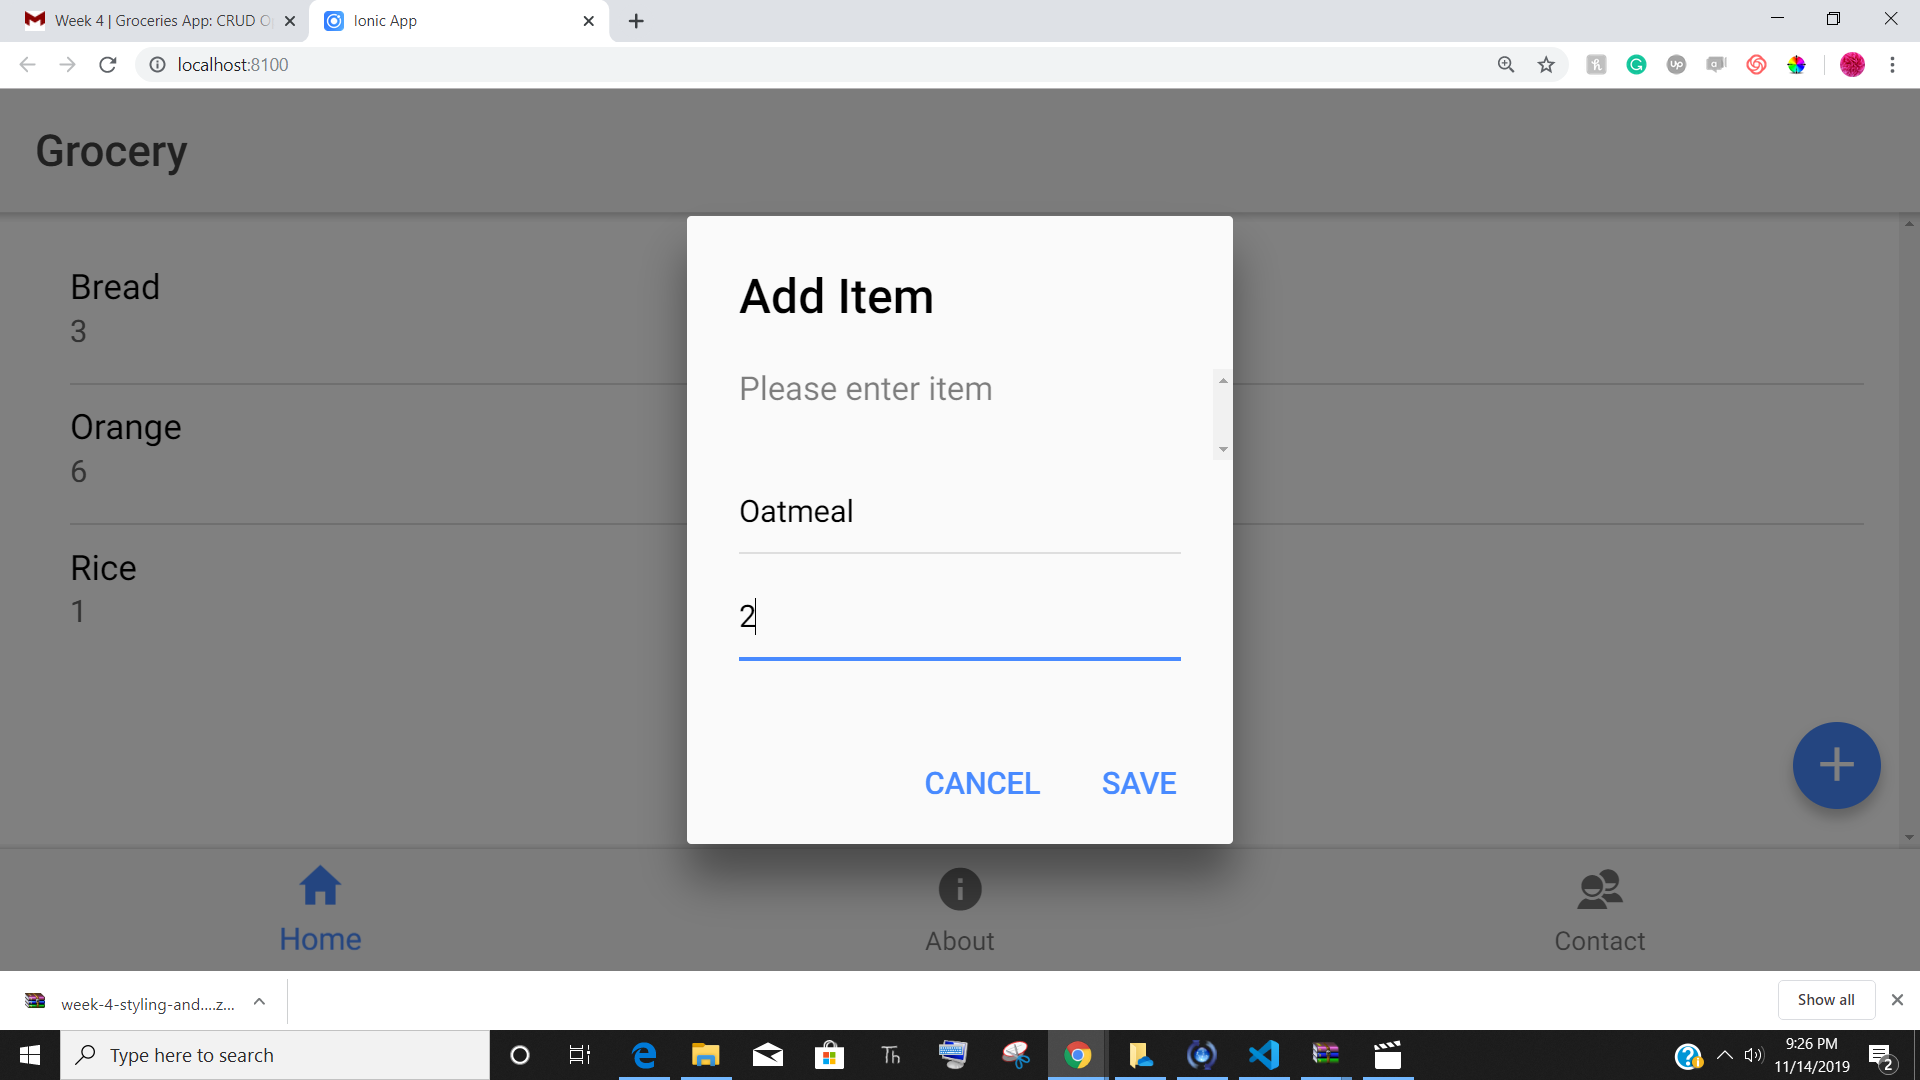 Week 4 | Groceries App: CRUD O
Ionic App
localhost:8100
Grocery
Bread
3
Orange
6
Rice
1
Add Item
Please enter item
Oatmeal
2
CANCEL
SAVE
Home
About
Contact
week-4-styling-and....z...
Show all
Type here to search
Th
9:26 PM
11/14/2019
2